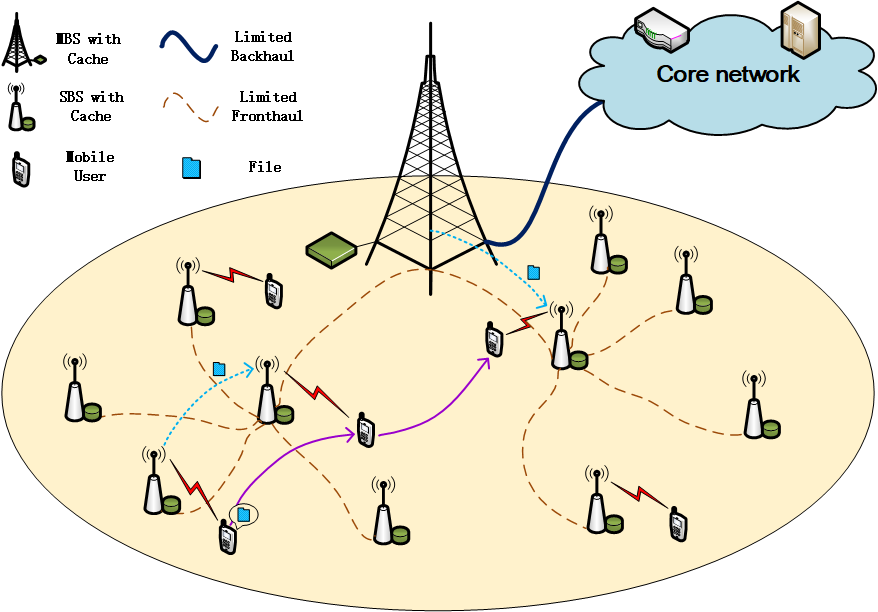 MBS with
Cache
Limited
Backhaul
SBS with
Cache
Limited
Fronthaul
Mobile
User
File
Core network